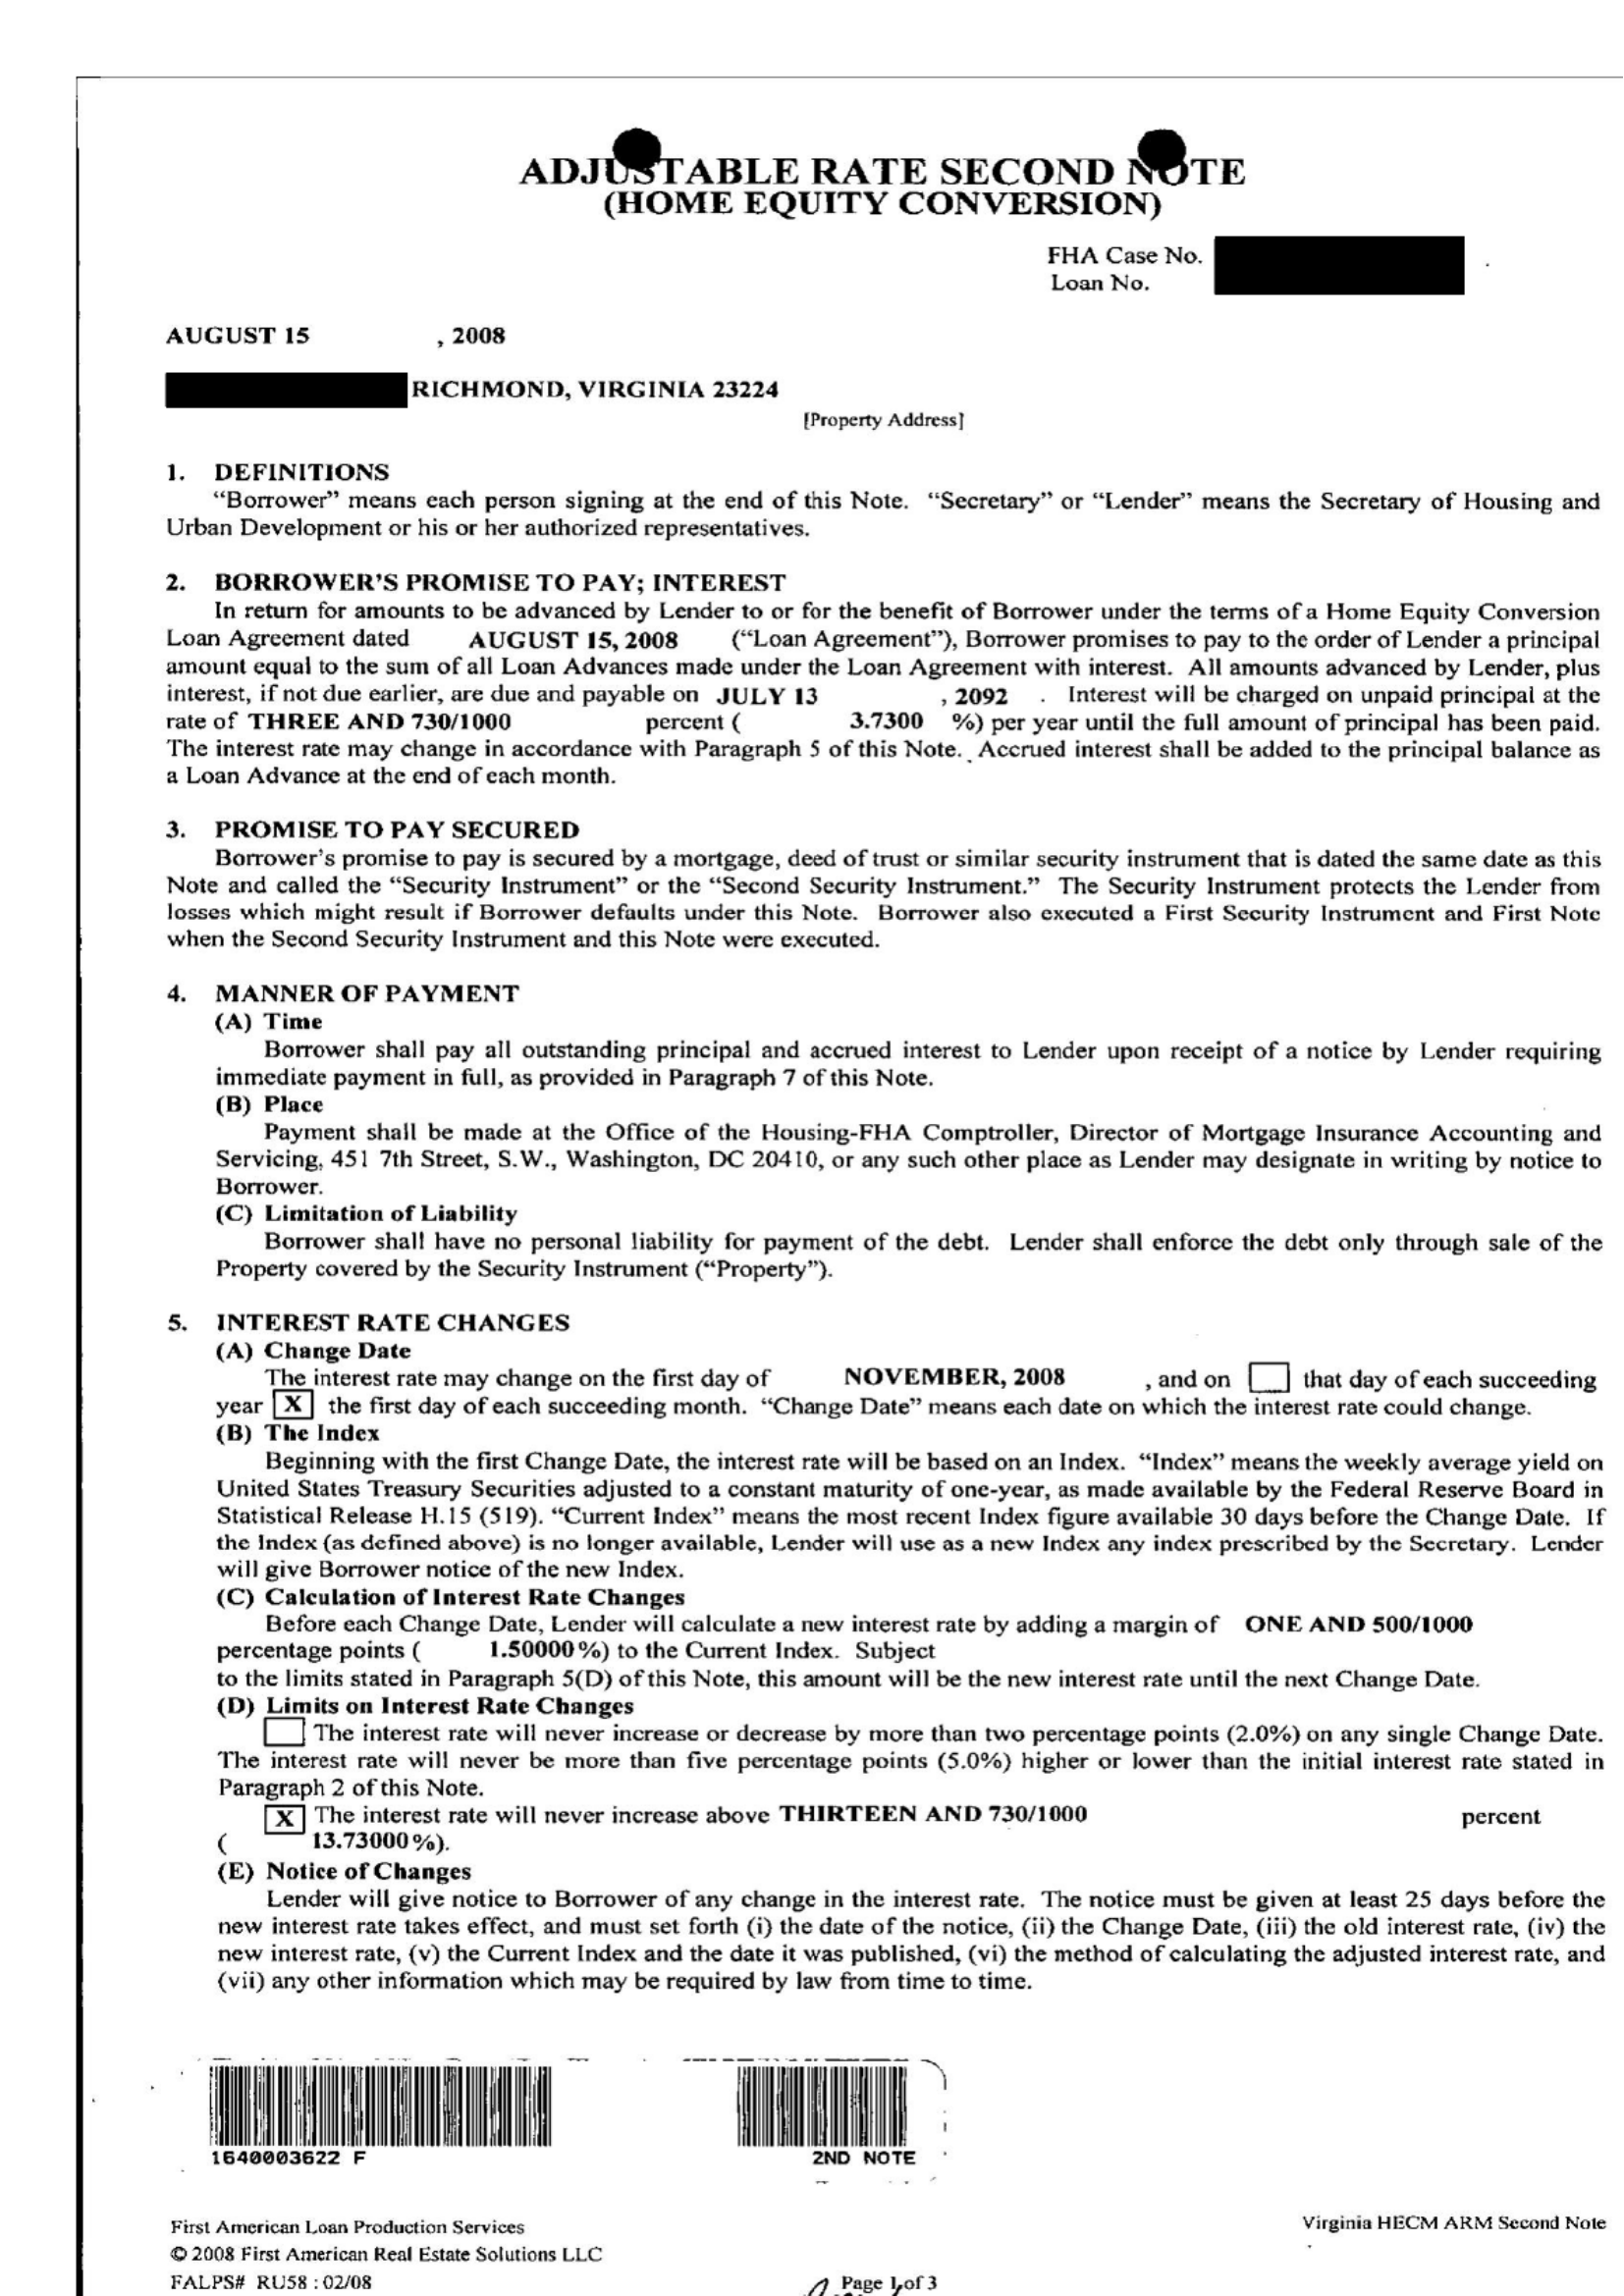 ADJUSTABLE RATE SECOND NOTE
(HOME EQUITY CONVERSION)
FHA Case No.
Loan No.
AUGUST 15 , 2008
RICHMOND, VIRGINIA 23224
[Property Address]
1. DEFINITIONS
“Borrower” means each person signing at the end of this Note. “Secretary” or “Lender” means the Secretary of Housing and
Urban Development or his or her authorized representatives.
2. BORROWER'S PROMISE TO PAY; INTEREST
In return for amounts to be advanced by Lender to or for the benefit of Borrower under the terms of a Home Equity Conversion
Loan Agreement dated AUGUST 15, 2008 (“Loan Agreement”), Borrower promises to pay to the order of Lender a principal
amount equal to the sum of all Loan Advances made under the Loan Agreement with interest. All amounts advanced by Lender, plus
interest, if not due earlier, are due and payable on JULY 13 , 2092 . Interest will be charged on unpaid principal at the
rate of THREE AND 730/1000 percent ( 3.7300 %) per year until the full amount of principal has been paid.
The interest rate may change in accordance with Paragraph 5 of this Note. Accrued interest shall be added to the principal balance as
a Loan Advance at the end of each month.
3. PROMISE TO PAY SECURED
Borrower's promise to pay is secured by a mortgage, deed of trust or similar security instrument that is dated the same date as this
Note and called the “Security Instrument” or the “Second Security Instrument.” The Security Instrument protects the Lender from
losses which might result if Borrower defaults under this Note. Borrower also executed a First Security Instrument and First Note
when the Second Security Instrument and this Note were executed.
4. MANNER OF PAYMENT
(A) Time
Borrower shall pay all outstanding principal and accrued interest to Lender upon receipt of a notice by Lender requiring
immediate payment in full, as provided in Paragraph 7 of this Note.
(B) Place
Payment shall be made at the Office of the Housing-FHA Comptroller, Director of Mortgage Insurance Accounting and
Servicing, 451 7th Street, S.W., Washington, DC 20410, or any such other place as Lender may designate in writing by notice to
Borrower.
(C) Limitation of Liability
Borrower shall have no personal liability for payment of the debt. Lender shall enforce the debt only through sale of the
Property covered by the Security Instrument (“Property”).
5. INTEREST RATE CHANGES
(A) Change Date
The interest rate may change on the first day of NOVEMBER, 2008 , and on that day of each succeeding
year X the first day of each succeeding month. “Change Date” means each date on which the interest rate could change.
(B) The Index
Beginning with the first Change Date, the interest rate will be based on an Index. “Index” means the weekly average yield on
United States Treasury Securities adjusted to a constant maturity of one-year, as made available by the Federal Reserve Board in
Statistical Release H.15 (519). “Current Index” means the most recent Index figure available 30 days before the Change Date. If
the Index (as defined above) is no longer available, Lender will use as a new Index any index prescribed by the Secretary. Lender
will give Borrower notice of the new Index.
(C) Calculation of Interest Rate Changes
Before each Change Date, Lender will calculate a new interest rate by adding a margin of ONE AND 500/1000
percentage points ( 1.50000 %) to the Current Index. Subject
to the limits stated in Paragraph 5(D) of this Note, this amount will be the new interest rate until the next Change Date.
(D) Limits on Interest Rate Changes
The interest rate will never increase or decrease by more than two percentage points (2.0%) on any single Change Date.
The interest rate will never be more than five percentage points (5.0%) higher or lower than the initial interest rate stated in
Paragraph 2 of this Note.
X The interest rate will never increase above THIRTEEN AND 730/1000 percent
( 13.73000 %).
(E) Notice of Changes
Lender will give notice to Borrower of any change in the interest rate. The notice must be given at least 25 days before the
new interest rate takes effect, and must set forth (i) the date of the notice, (ii) the Change Date, (iii) the old interest rate, (iv) the
new interest rate, (v) the Current Index and the date it was published, (vi) the method of calculating the adjusted interest rate, and
(vii) any other information which may be required by law from time to time.
1640003622 F 2ND NOTE
First American Loan Production Services Virginia HECM ARM Second Note
© 2008 First American Real Estate Solutions LLC
FALPS# RU58 : 02/08 Page 1 of 3